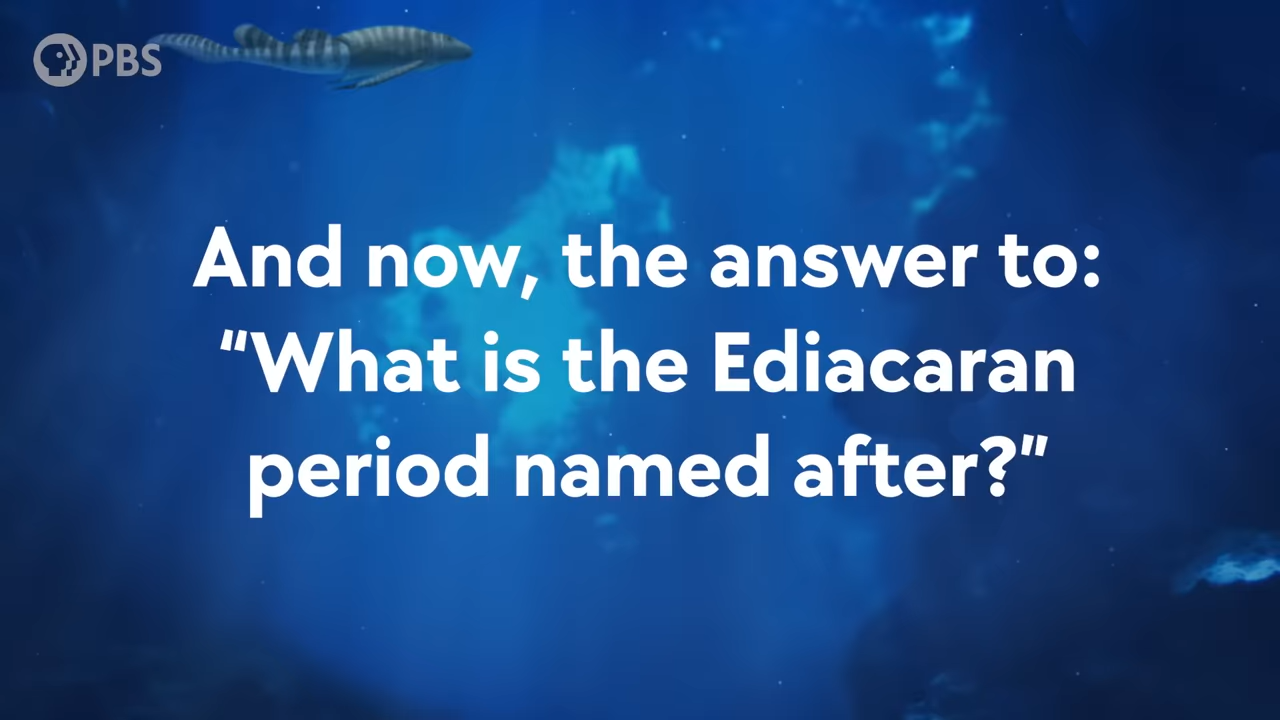 PBS
And now, the answer to:
“What is the Ediacaran
period named after?”